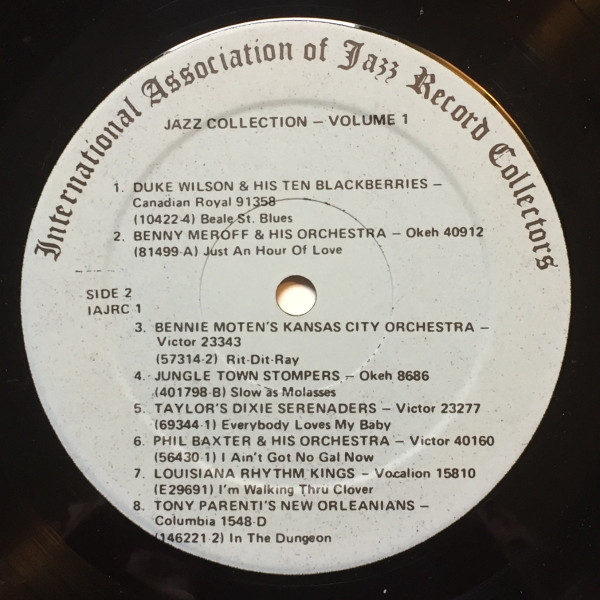 International Association of Jazz Record Collectors
JAZZ COLLECTION – VOLUME 1
1. DUKE WILSON & HIS TEN BLACKBERRIES –
Canadian Royal 91358
(10422-4) Beale St. Blues
2. BENNY MEROFF & HIS ORCHESTRA – Okeh 40912
(81499-A) Just An Hour Of Love
SIDE 2
IAJRC 1
3. BENNIE MOTEN'S KANSAS CITY ORCHESTRA –
Victor 23343
(57314-2) Rit-Dit-Ray
4. JUNGLE TOWN STOMPERS – Okeh 8686
(401798-B) Slow as Molasses
5. TAYLOR'S DIXIE SERENADERS – Victor 23277
(69344-1) Everybody Loves My Baby
6. PHIL BAXTER & HIS ORCHESTRA – Victor 40160
(56430-1) I Ain't Got No Gal Now
7. LOUISIANA RHYTHM KINGS – Vocalion 15810
(E29691) I'm Walking Thru Clover
8. TONY PARENTI'S NEW ORLEANIANS –
Columbia 1548-D
(146221-2) In The Dungeon